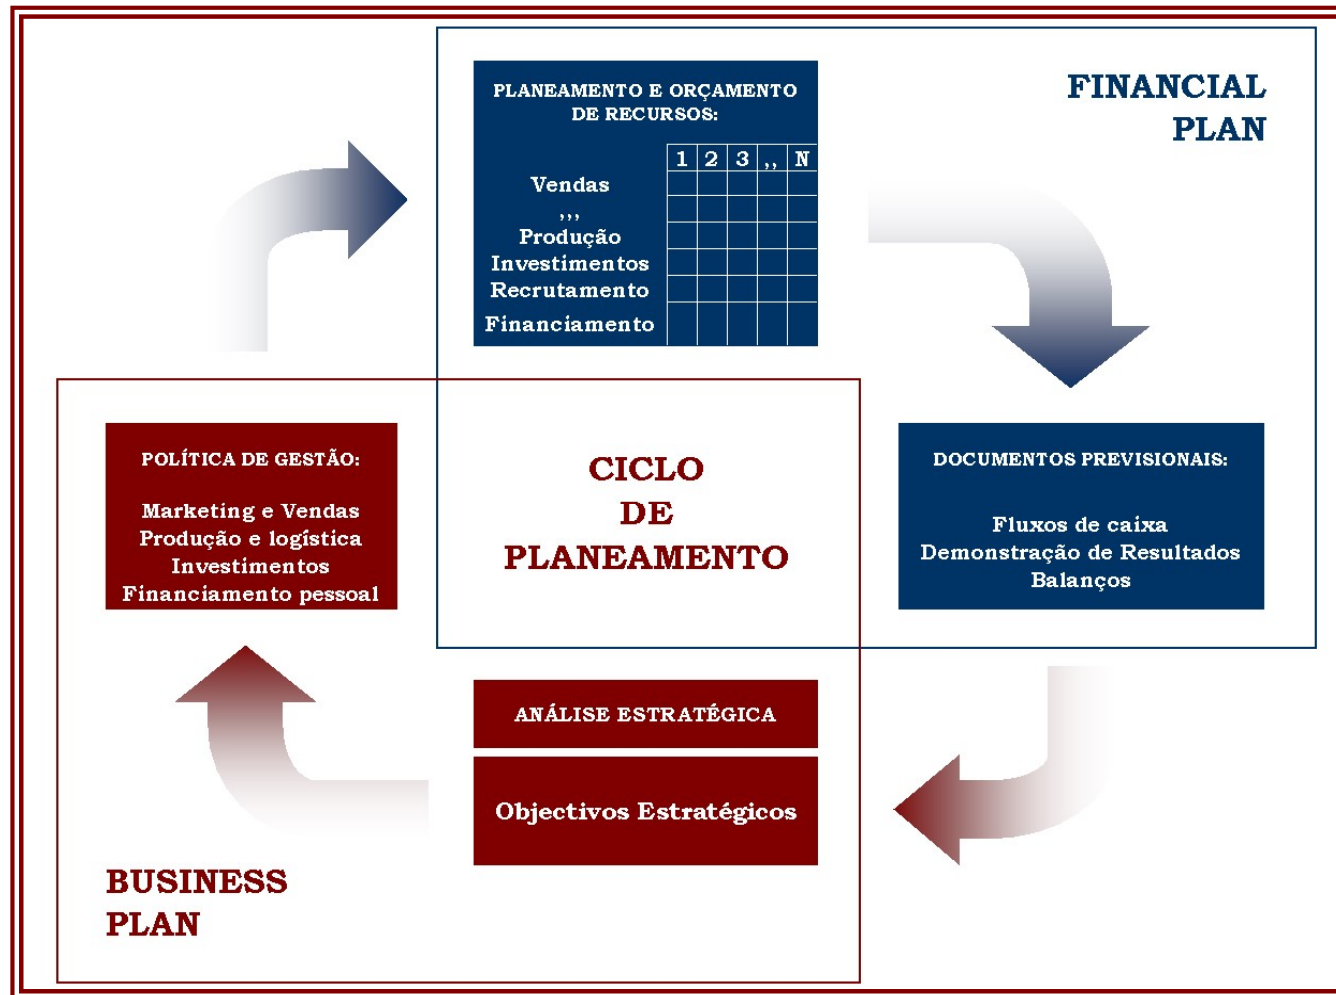 PLANEAMENTO E ORÇAMENTO
DE RECURSOS:
1 2 3 ,, N
Vendas
,,,
Produção
Investimentos
Recrutamento
Financiamento
FINANCIAL
PLAN
POLÍTICA DE GESTÃO:
Marketing e Vendas
Produção e logística
Investimentos
Financiamento pessoal
CICLO
DE
PLANEAMENTO
DOCUMENTOS PREVISIONAIS:
Fluxos de caixa
Demonstração de Resultados
Balanços
ANÁLISE ESTRATÉGICA
Objectivos Estratégicos
BUSINESS
PLAN